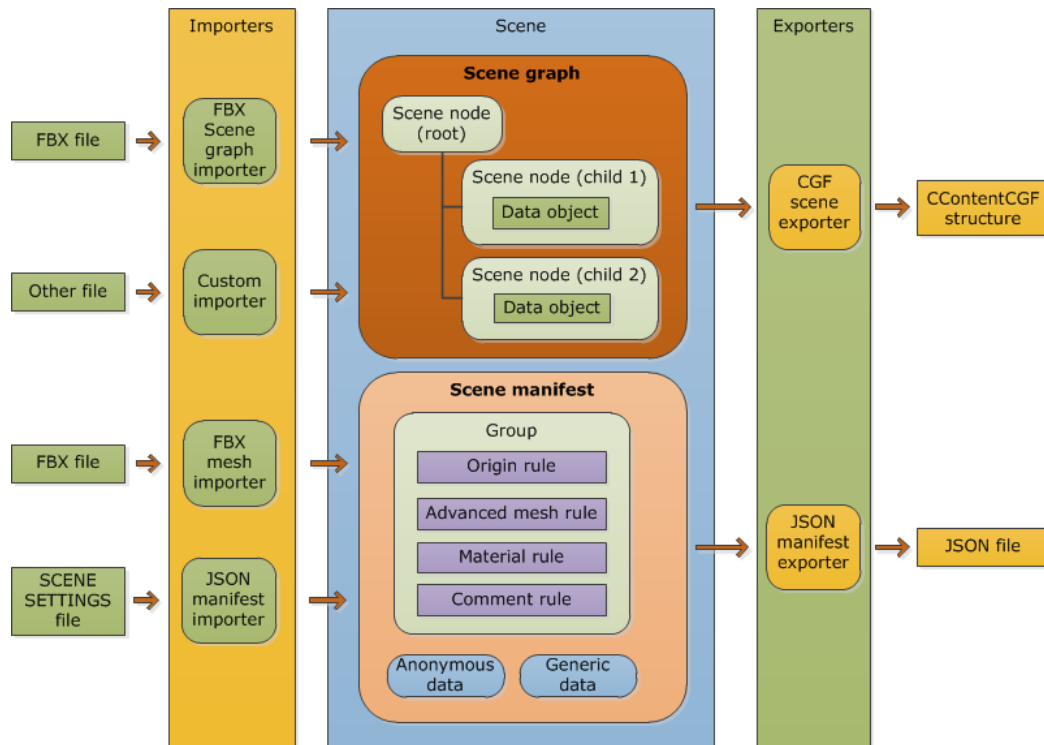 Importers
Scene
Exporters
FBX file
FBX
Scene
graph
importer
Scene graph
Scene node
(root)
Scene node (child 1)
Data object
Scene node (child 2)
Data object
CGF
scene
exporter
CContentCGF
structure
Other file
Custom
importer
Scene manifest
Group
Origin rule
Advanced mesh rule
Material rule
Comment rule
Anonymous
data
Generic
data
FBX file
FBX
mesh
importer
SCENE
SETTINGS
file
JSON
manifest
importer
JSON
manifest
exporter
JSON file